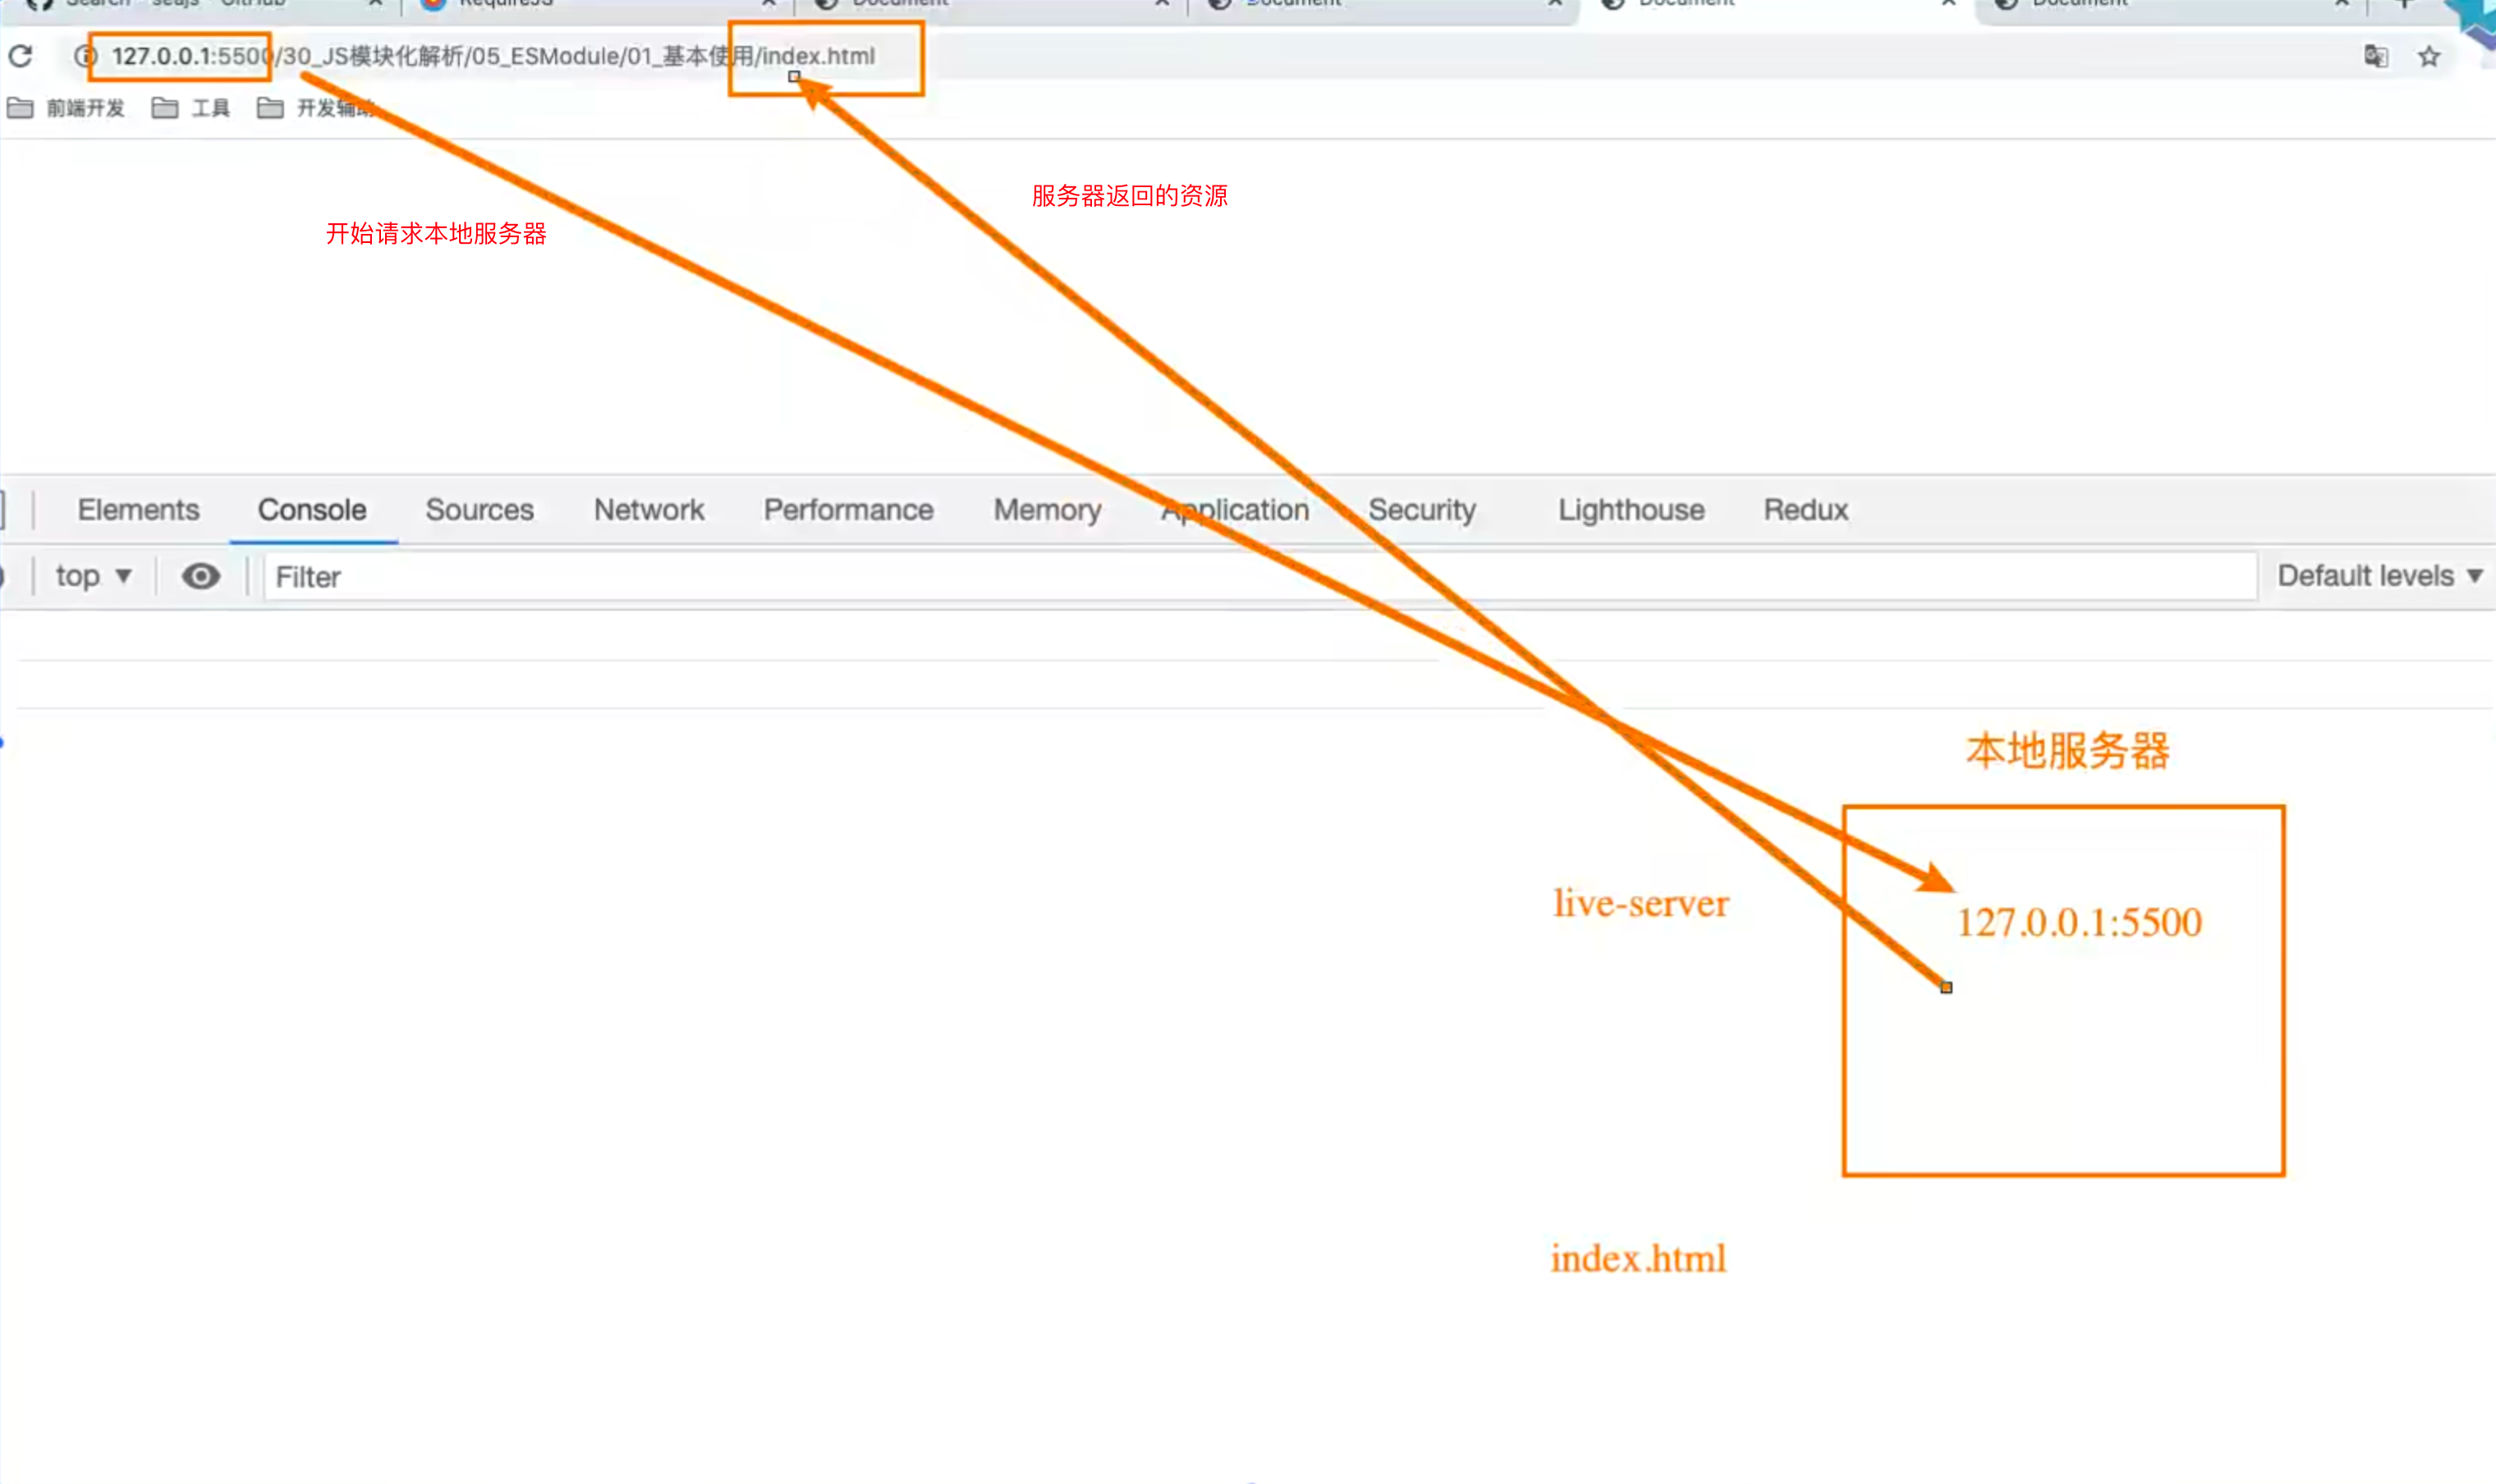 Search · seajs · GitHub
RequireJS
Document
Document
Document
Document
127.0.0.1:5500/30_JS模块化解析/05_ESModule/01_基本使用/index.html
前端开发
工具
开发辅助
服务器返回的资源
开始请求本地服务器
Elements Console Sources Network Performance Memory Application Security Lighthouse Redux
top ▼ Filter Default levels ▼
本地服务器
live-server
127.0.0.1:5500
index.html